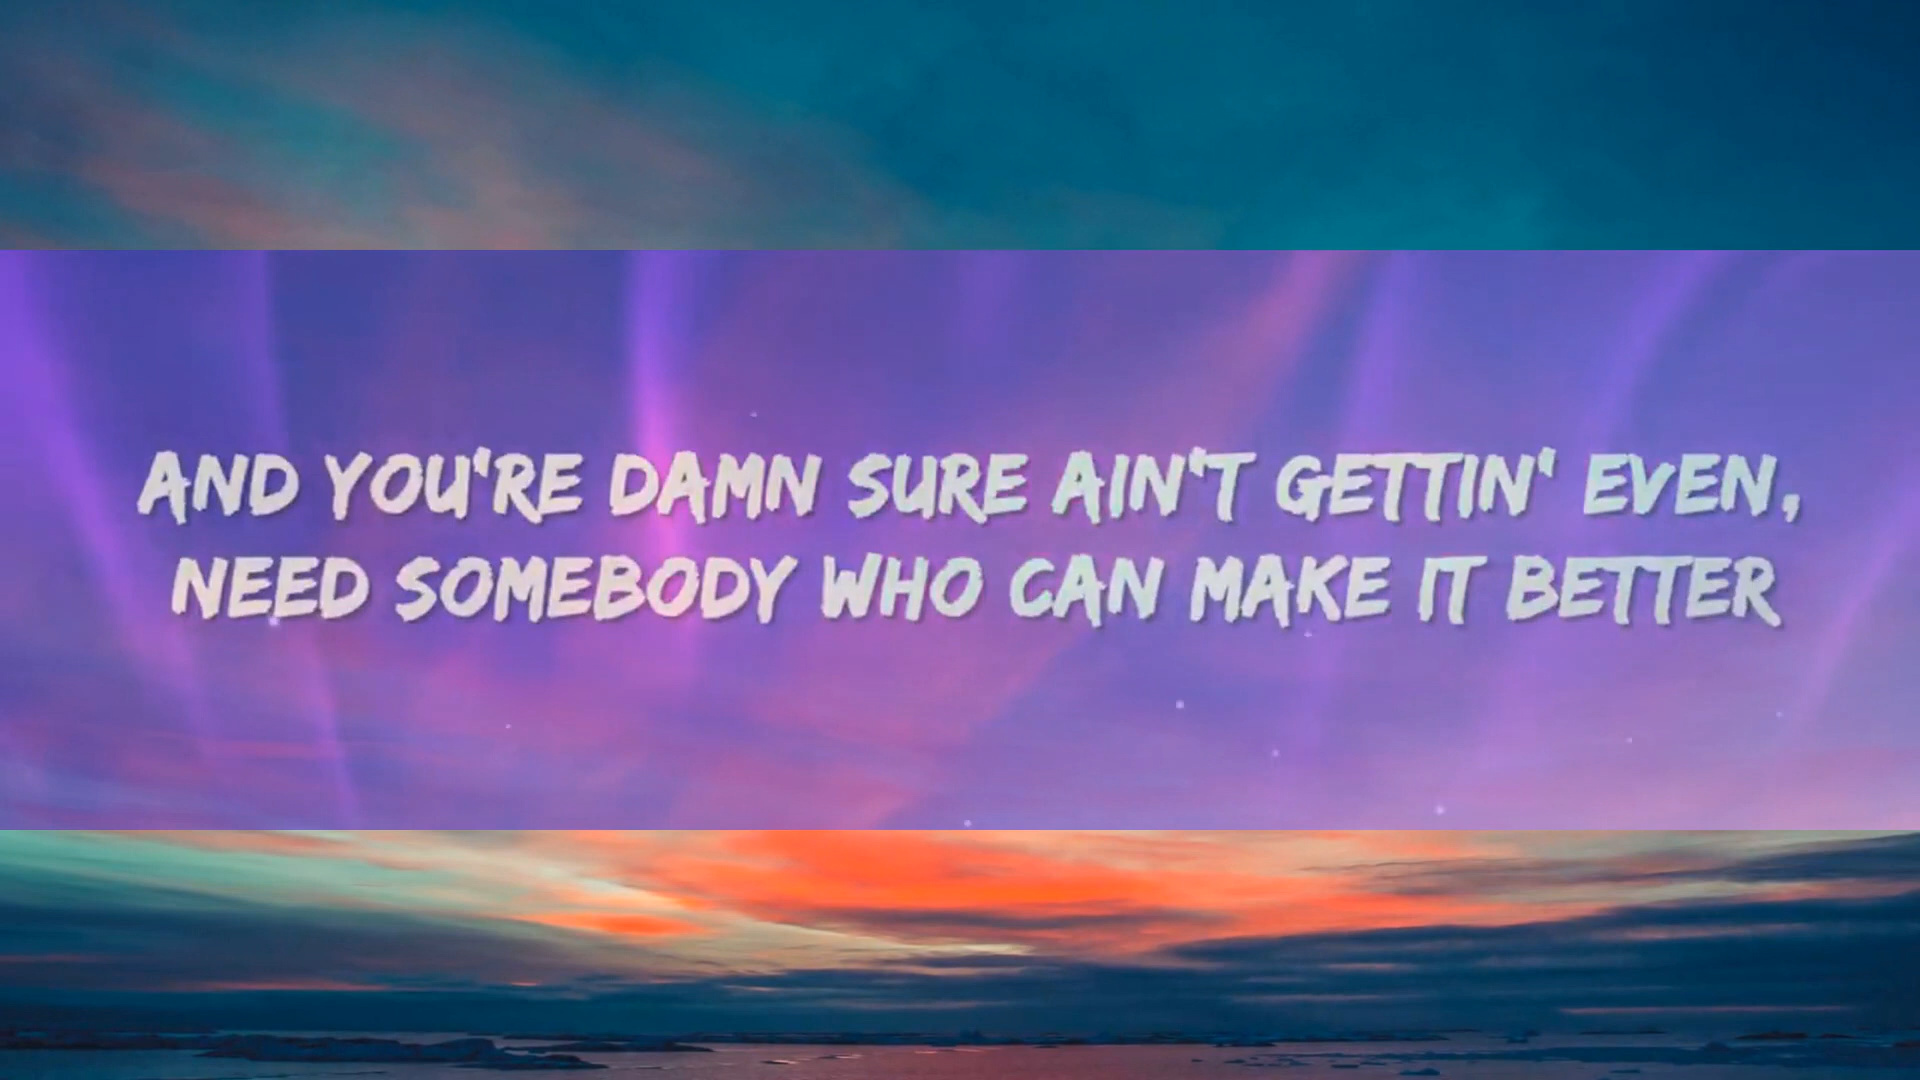 AND YOU'RE DAMN SURE AIN'T GETTIN' EVEN,
NEED SOMEBODY WHO CAN MAKE IT BETTER